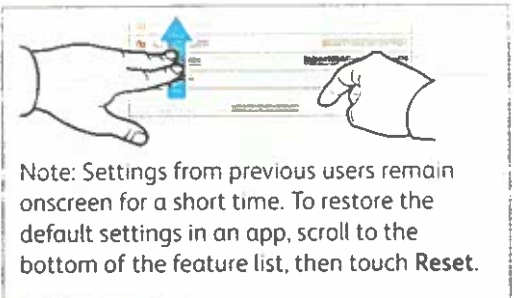 Note: Settings from previous users remain
onscreen for a short time. To restore the
default settings in an app, scroll to the
bottom of the feature list, then touch Reset.